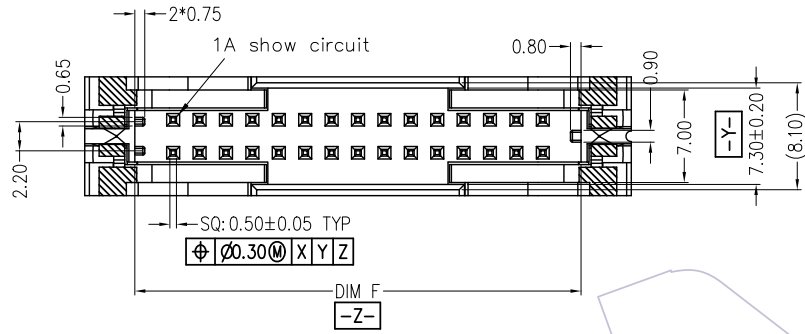 2*0.75
1A show circuit
0.80
0.65
0.90
2.20
7.00
-Y-
7.30±0.20
(8.10)
SQ: 0.50±0.05 TYP
⌖ Ø0.30Ⓜ X Y Z
DIM F
-Z-